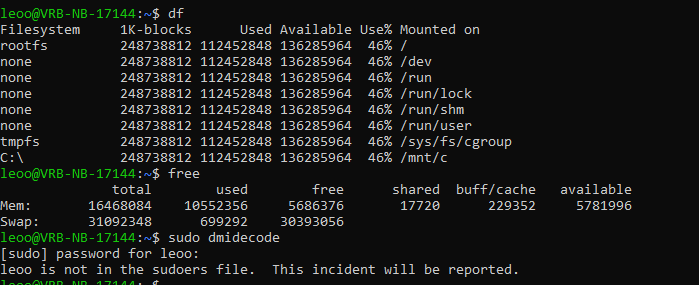 leoo@VRB-NB-17144:~$ df
Filesystem     1K-blocks      Used Available Use% Mounted on
rootfs         248738812 112452848 136285964  46% /
none           248738812 112452848 136285964  46% /dev
none           248738812 112452848 136285964  46% /run
none           248738812 112452848 136285964  46% /run/lock
none           248738812 112452848 136285964  46% /run/shm
none           248738812 112452848 136285964  46% /run/user
tmpfs          248738812 112452848 136285964  46% /sys/fs/cgroup
C:\            248738812 112452848 136285964  46% /mnt/c
leoo@VRB-NB-17144:~$ free
              total        used        free      shared  buff/cache   available
Mem:       16468084    10552356     5686376       17720      229352     5781996
Swap:      31092348      699292    30393056
leoo@VRB-NB-17144:~$ sudo dmidecode
[sudo] password for leoo:
leoo is not in the sudoers file.  This incident will be reported.
leoo@VRB-NB-17144:~$